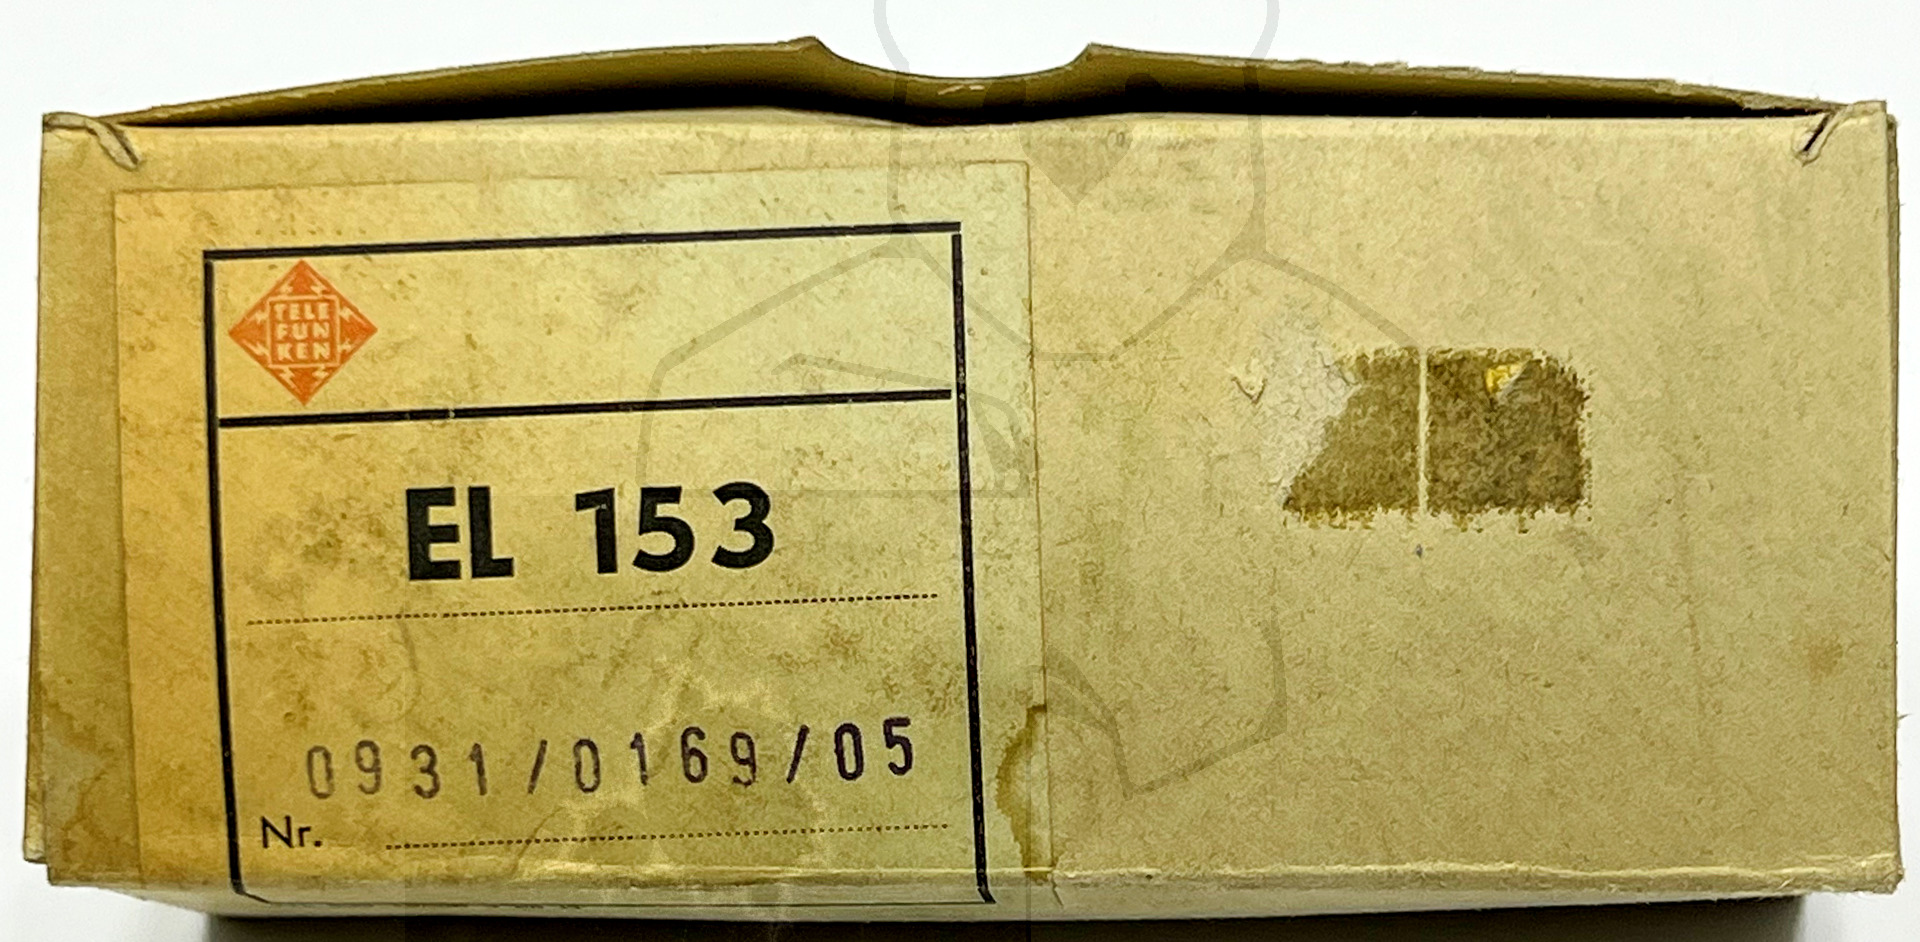 TELE
FUN
KEN
EL 153
0931/0169/05
Nr.